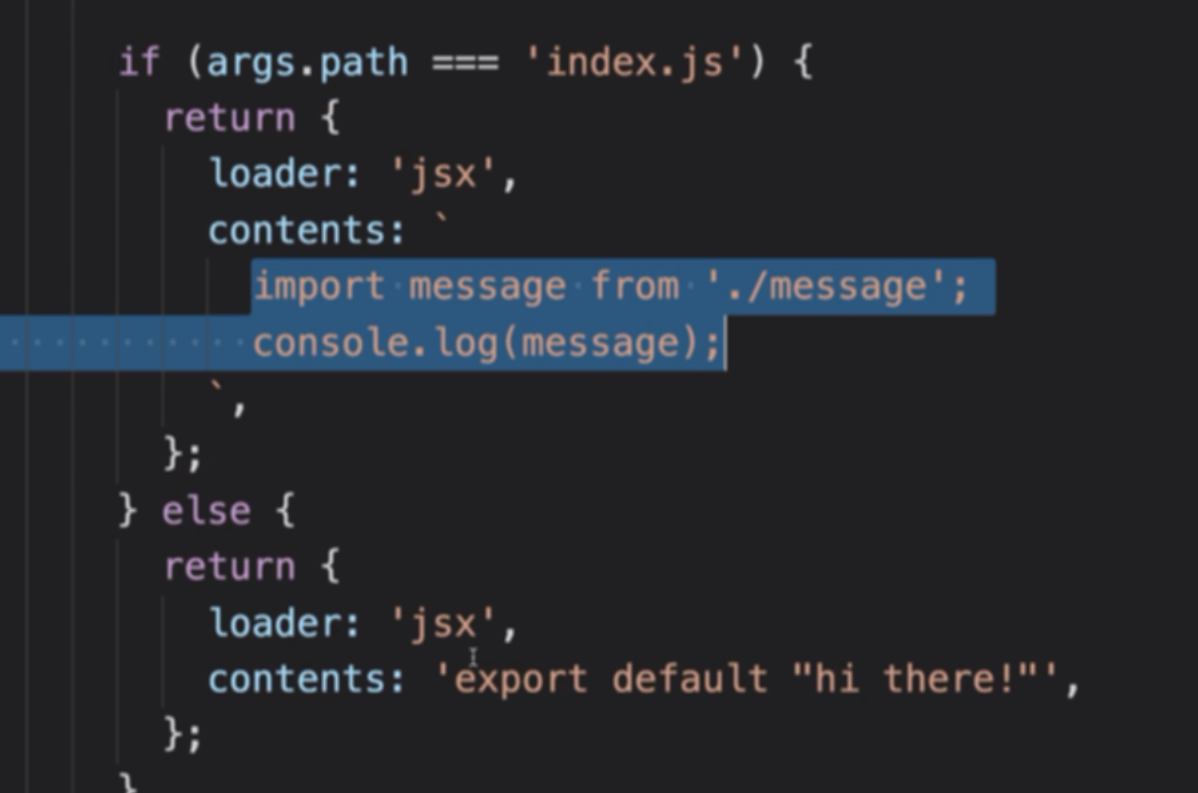 if (args.path === 'index.js') {
return {
loader: 'jsx',
contents: `
import message from './message';
console.log(message);
`,
};
} else {
return {
loader: 'jsx',
contents: 'export default "hi there!"',
};
}